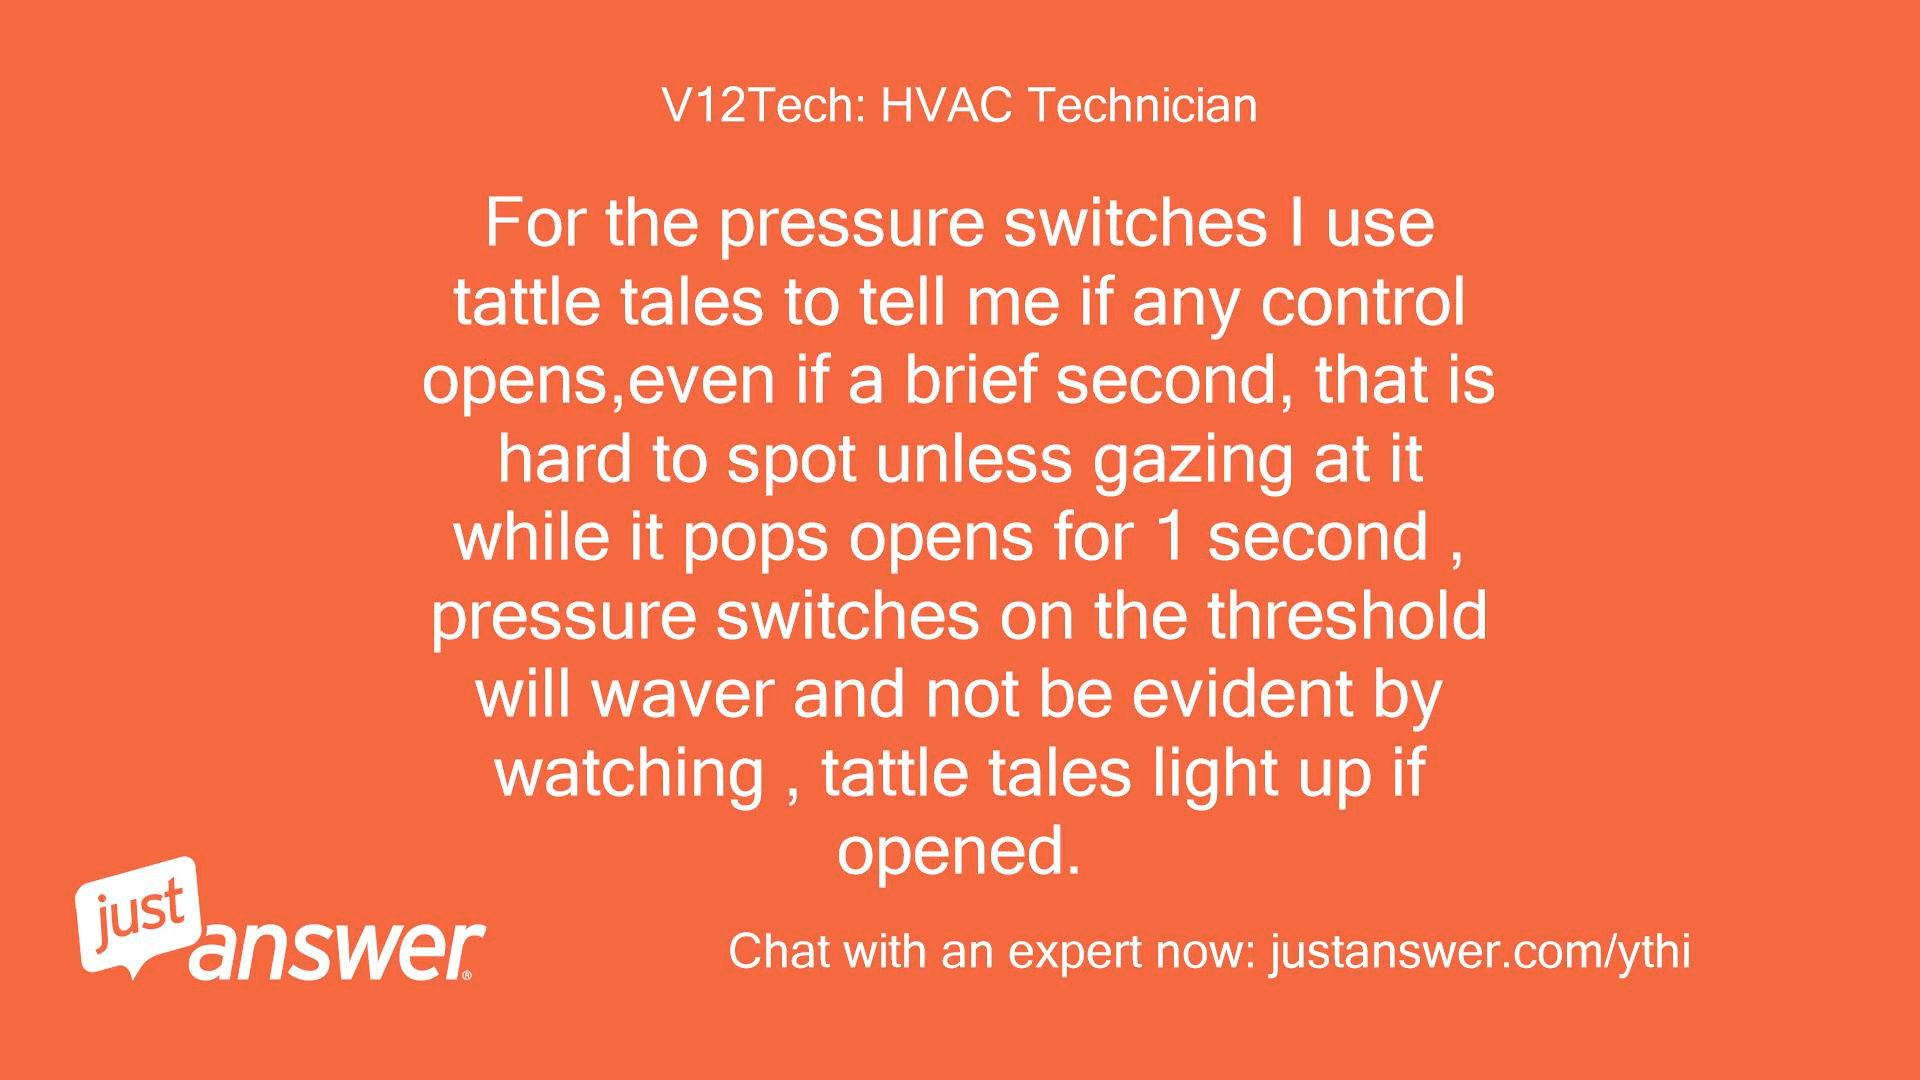 V12Tech: HVAC Technician
For the pressure switches I use
tattle tales to tell me if any control
opens,even if a brief second, that is
hard to spot unless gazing at it
while it pops opens for 1 second ,
pressure switches on the threshold
will waver and not be evident by
watching , tattle tales light up if
opened.
just
answer®
Chat with an expert now: justanswer.com/ythi